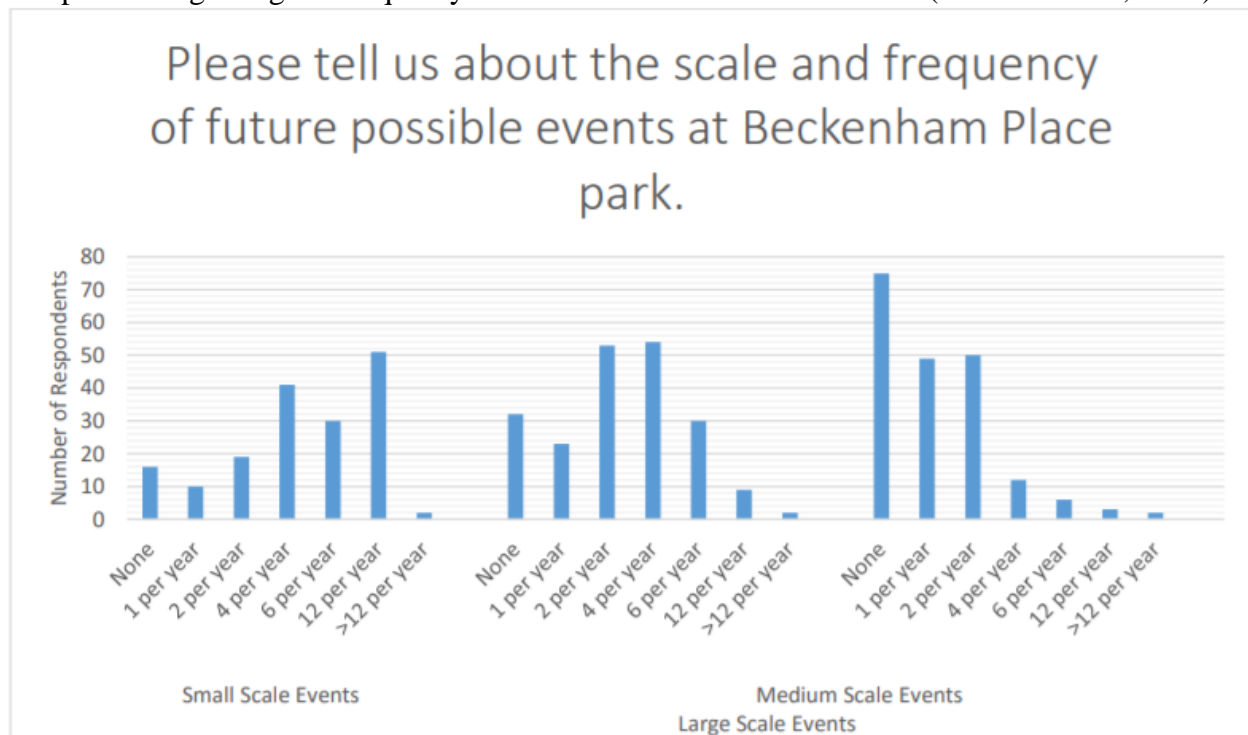 Please tell us about the scale and frequency
of future possible events at Beckenham Place
park.
Number of Respondents
80
70
60
50
40
30
20
10
0
None
1 per year
2 per year
4 per year
6 per year
12 per year
>12 per year
None
1 per year
2 per year
4 per year
6 per year
12 per year
>12 per year
None
1 per year
2 per year
4 per year
6 per year
12 per year
>12 per year
Small Scale Events
Medium Scale Events
Large Scale Events